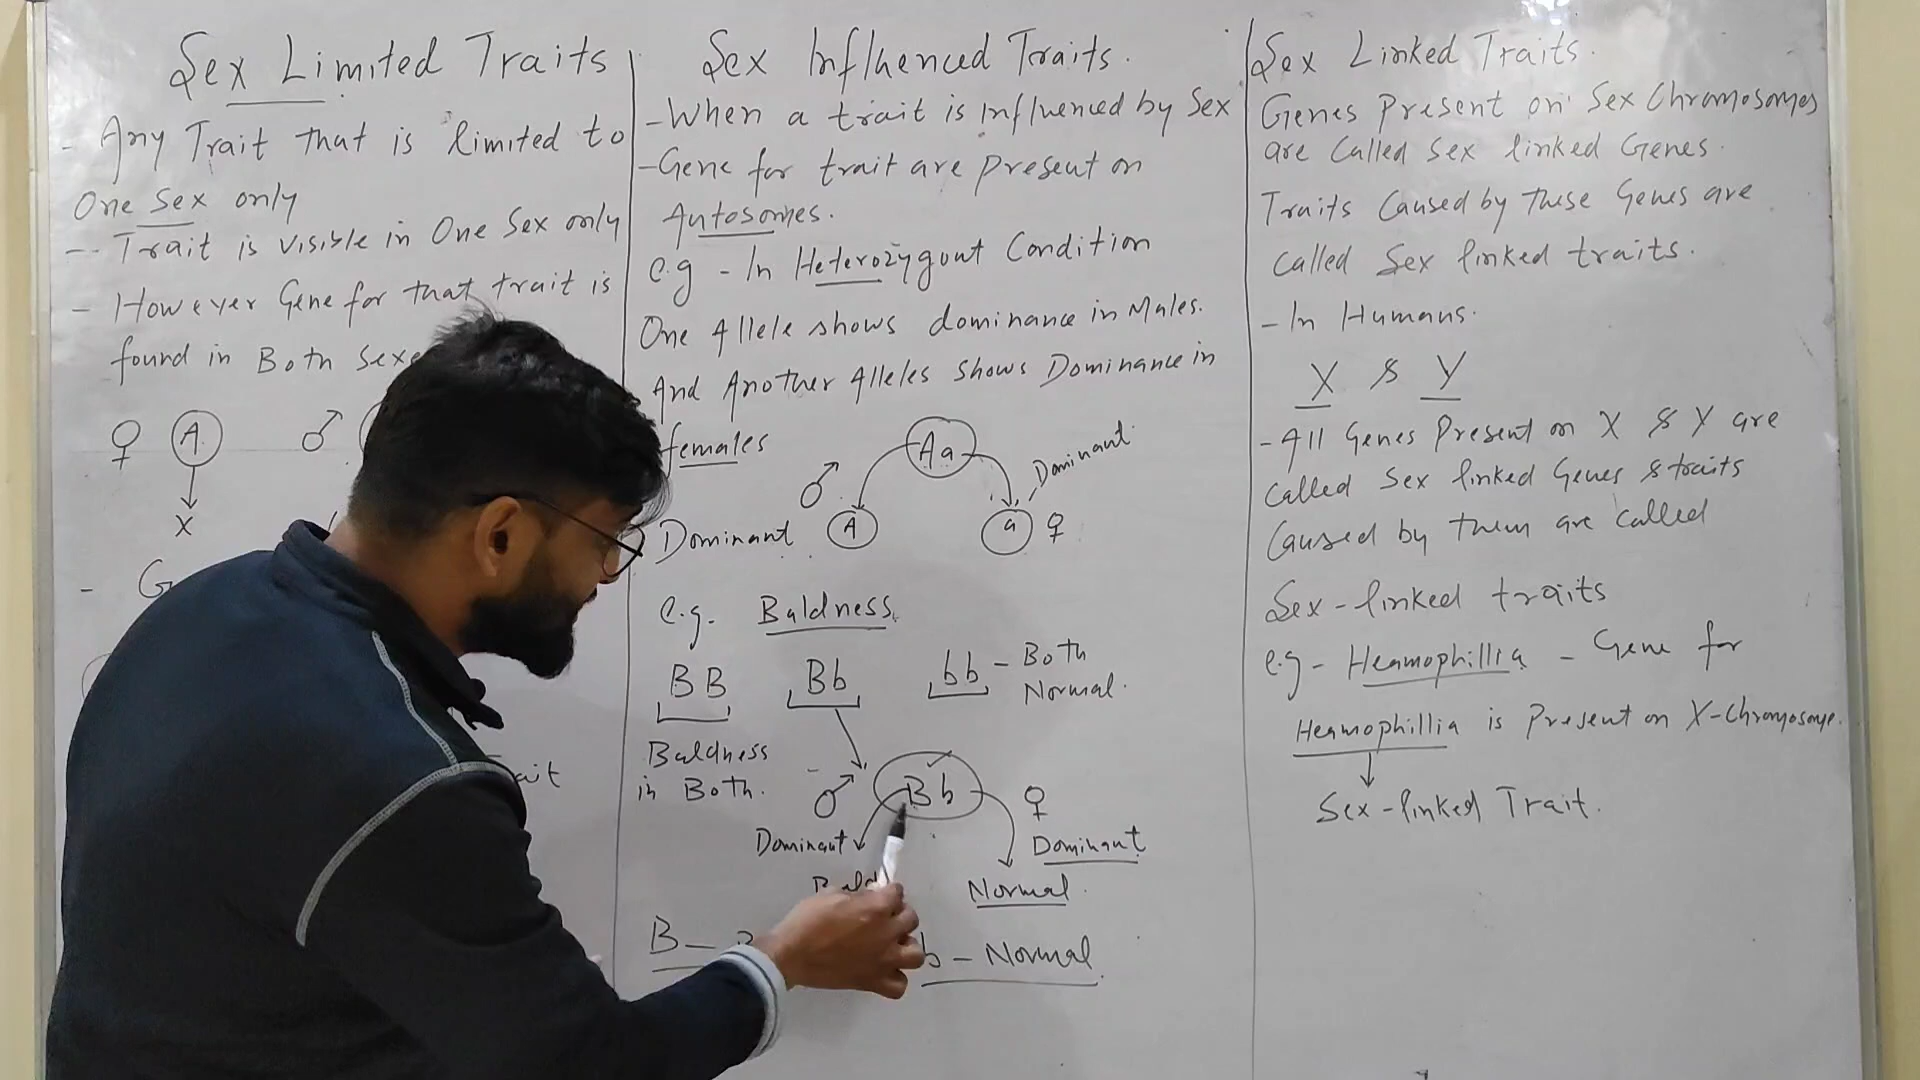 Sex Limited Traits
- Any Trait that is limited to
One Sex only
-- Trait is visible in One Sex only
- However Gene for that trait is
found in Both Sexe
♀ A ♂
X
- G
ait
Sex Influenced Traits.
- When a trait is influenced by Sex
- Gene for trait are present on
Autosomes.
e.g - In Heterozygout Condition
One Allele shows dominance in Males.
And Another Alleles Shows Dominance in
females
Aa
♂ Dominant
Dominant A a ♀
e.g. Baldness.
BB Bb bb - Both
Normal.
Baldness
in Both.
♂ Bb ♀
Dominant Dominant
Bald Normal.
B - b - Normal.
Sex Linked Traits.
Genes Present on Sex Chromosomes
are Called Sex linked Genes.
Traits Caused by these Genes are
called Sex linked traits.
- In Humans.
X & Y
- All Genes Present on X & Y are
Called Sex linked Genes & traits
Caused by them are called
Sex-linked traits
e.g - Heamophillia - Gene for
Heamophillia is Present on X-Chromosome.
Sex-linked Trait.